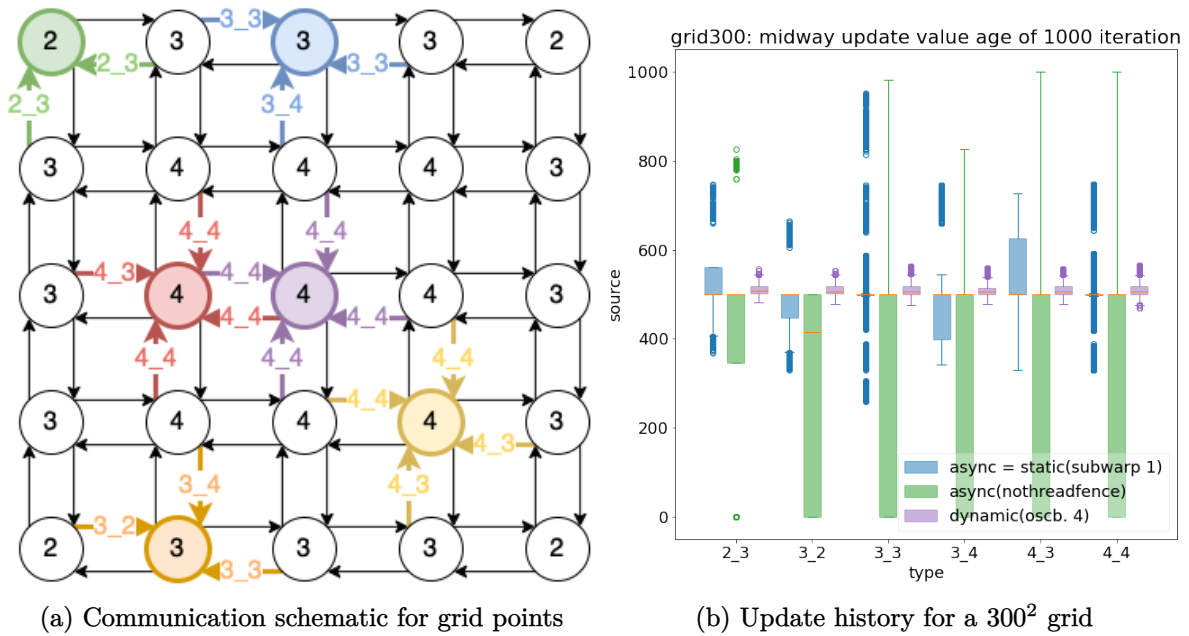 2 3 3_3 3 3 2
2_3 3_3
2_3 3_4
3 4 4 4 3
4_4 4_4
3 4_3 4 4_4 4 4 3
4_4 4_4
4_4 4_4 4_4
3 4 4 4_4 4 3
4_3
3_4 4_3
2 3_2 3 3 3 2
3_3
(a) Communication schematic for grid points
grid300: midway update value age of 1000 iteration
1000
800
600
400
200
0
source
async = static(subwarp 1)
async(nothreadfence)
dynamic(oscb. 4)
2_3 3_2 3_3 3_4 4_3 4_4
type
(b) Update history for a 300² grid